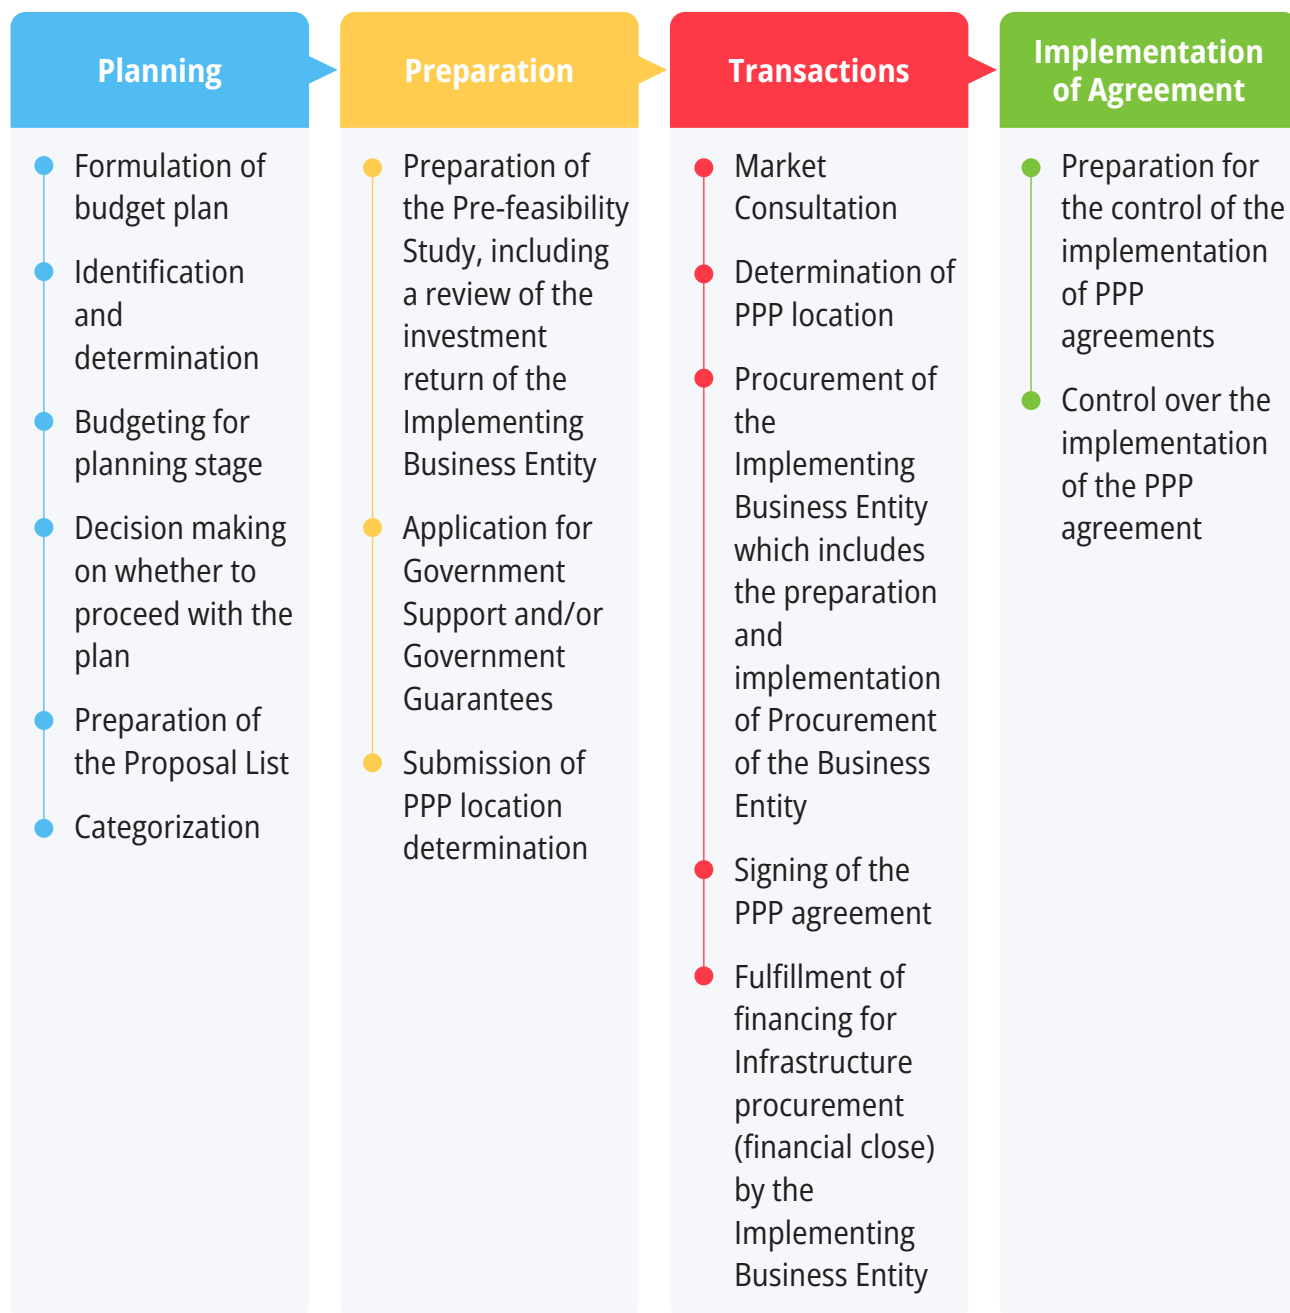 Planning
Formulation of
budget plan
Identification
and
determination
Budgeting for
planning stage
Decision making
on whether to
proceed with the
plan
Preparation of
the Proposal List
Categorization
Preparation
Preparation of
the Pre-feasibility
Study, including
a review of the
investment
return of the
Implementing
Business Entity
Application for
Government
Support and/or
Government
Guarantees
Submission of
PPP location
determination
Transactions
Market
Consultation
Determination of
PPP location
Procurement of
the
Implementing
Business Entity
which includes
the preparation
and
implementation
of Procurement
of the Business
Entity
Signing of the
PPP agreement
Fulfillment of
financing for
Infrastructure
procurement
(financial close)
by the
Implementing
Business Entity
Implementation
of Agreement
Preparation for
the control of the
implementation
of PPP
agreements
Control over the
implementation
of the PPP
agreement